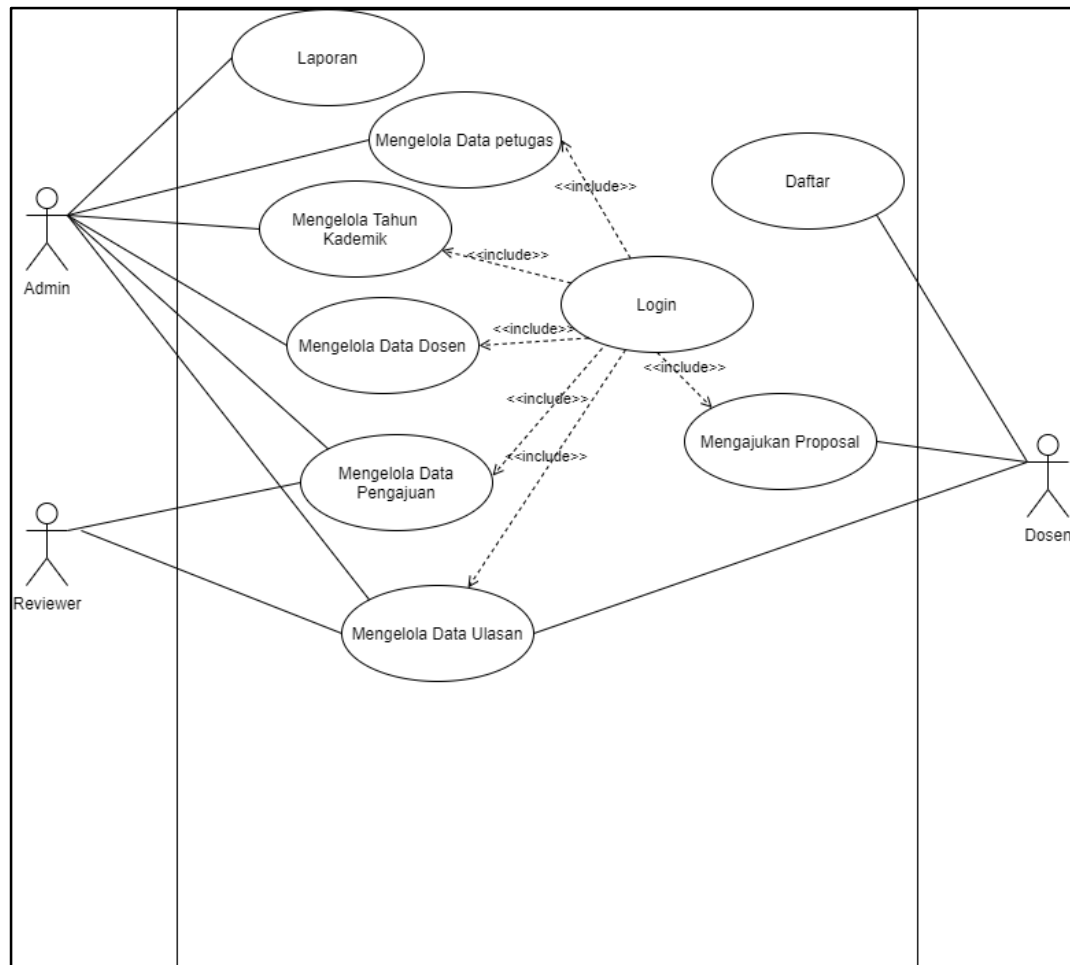 Laporan
Mengelola Data petugas
<<include>>
Daftar
Mengelola Tahun
Kademik
<<include>>
Admin
Login
<<include>>
Mengelola Data Dosen
<<include>>
<<include>>
Mengajukan Proposal
<<include>>
Mengelola Data
Pengajuan
Dosen
Reviewer
Mengelola Data Ulasan